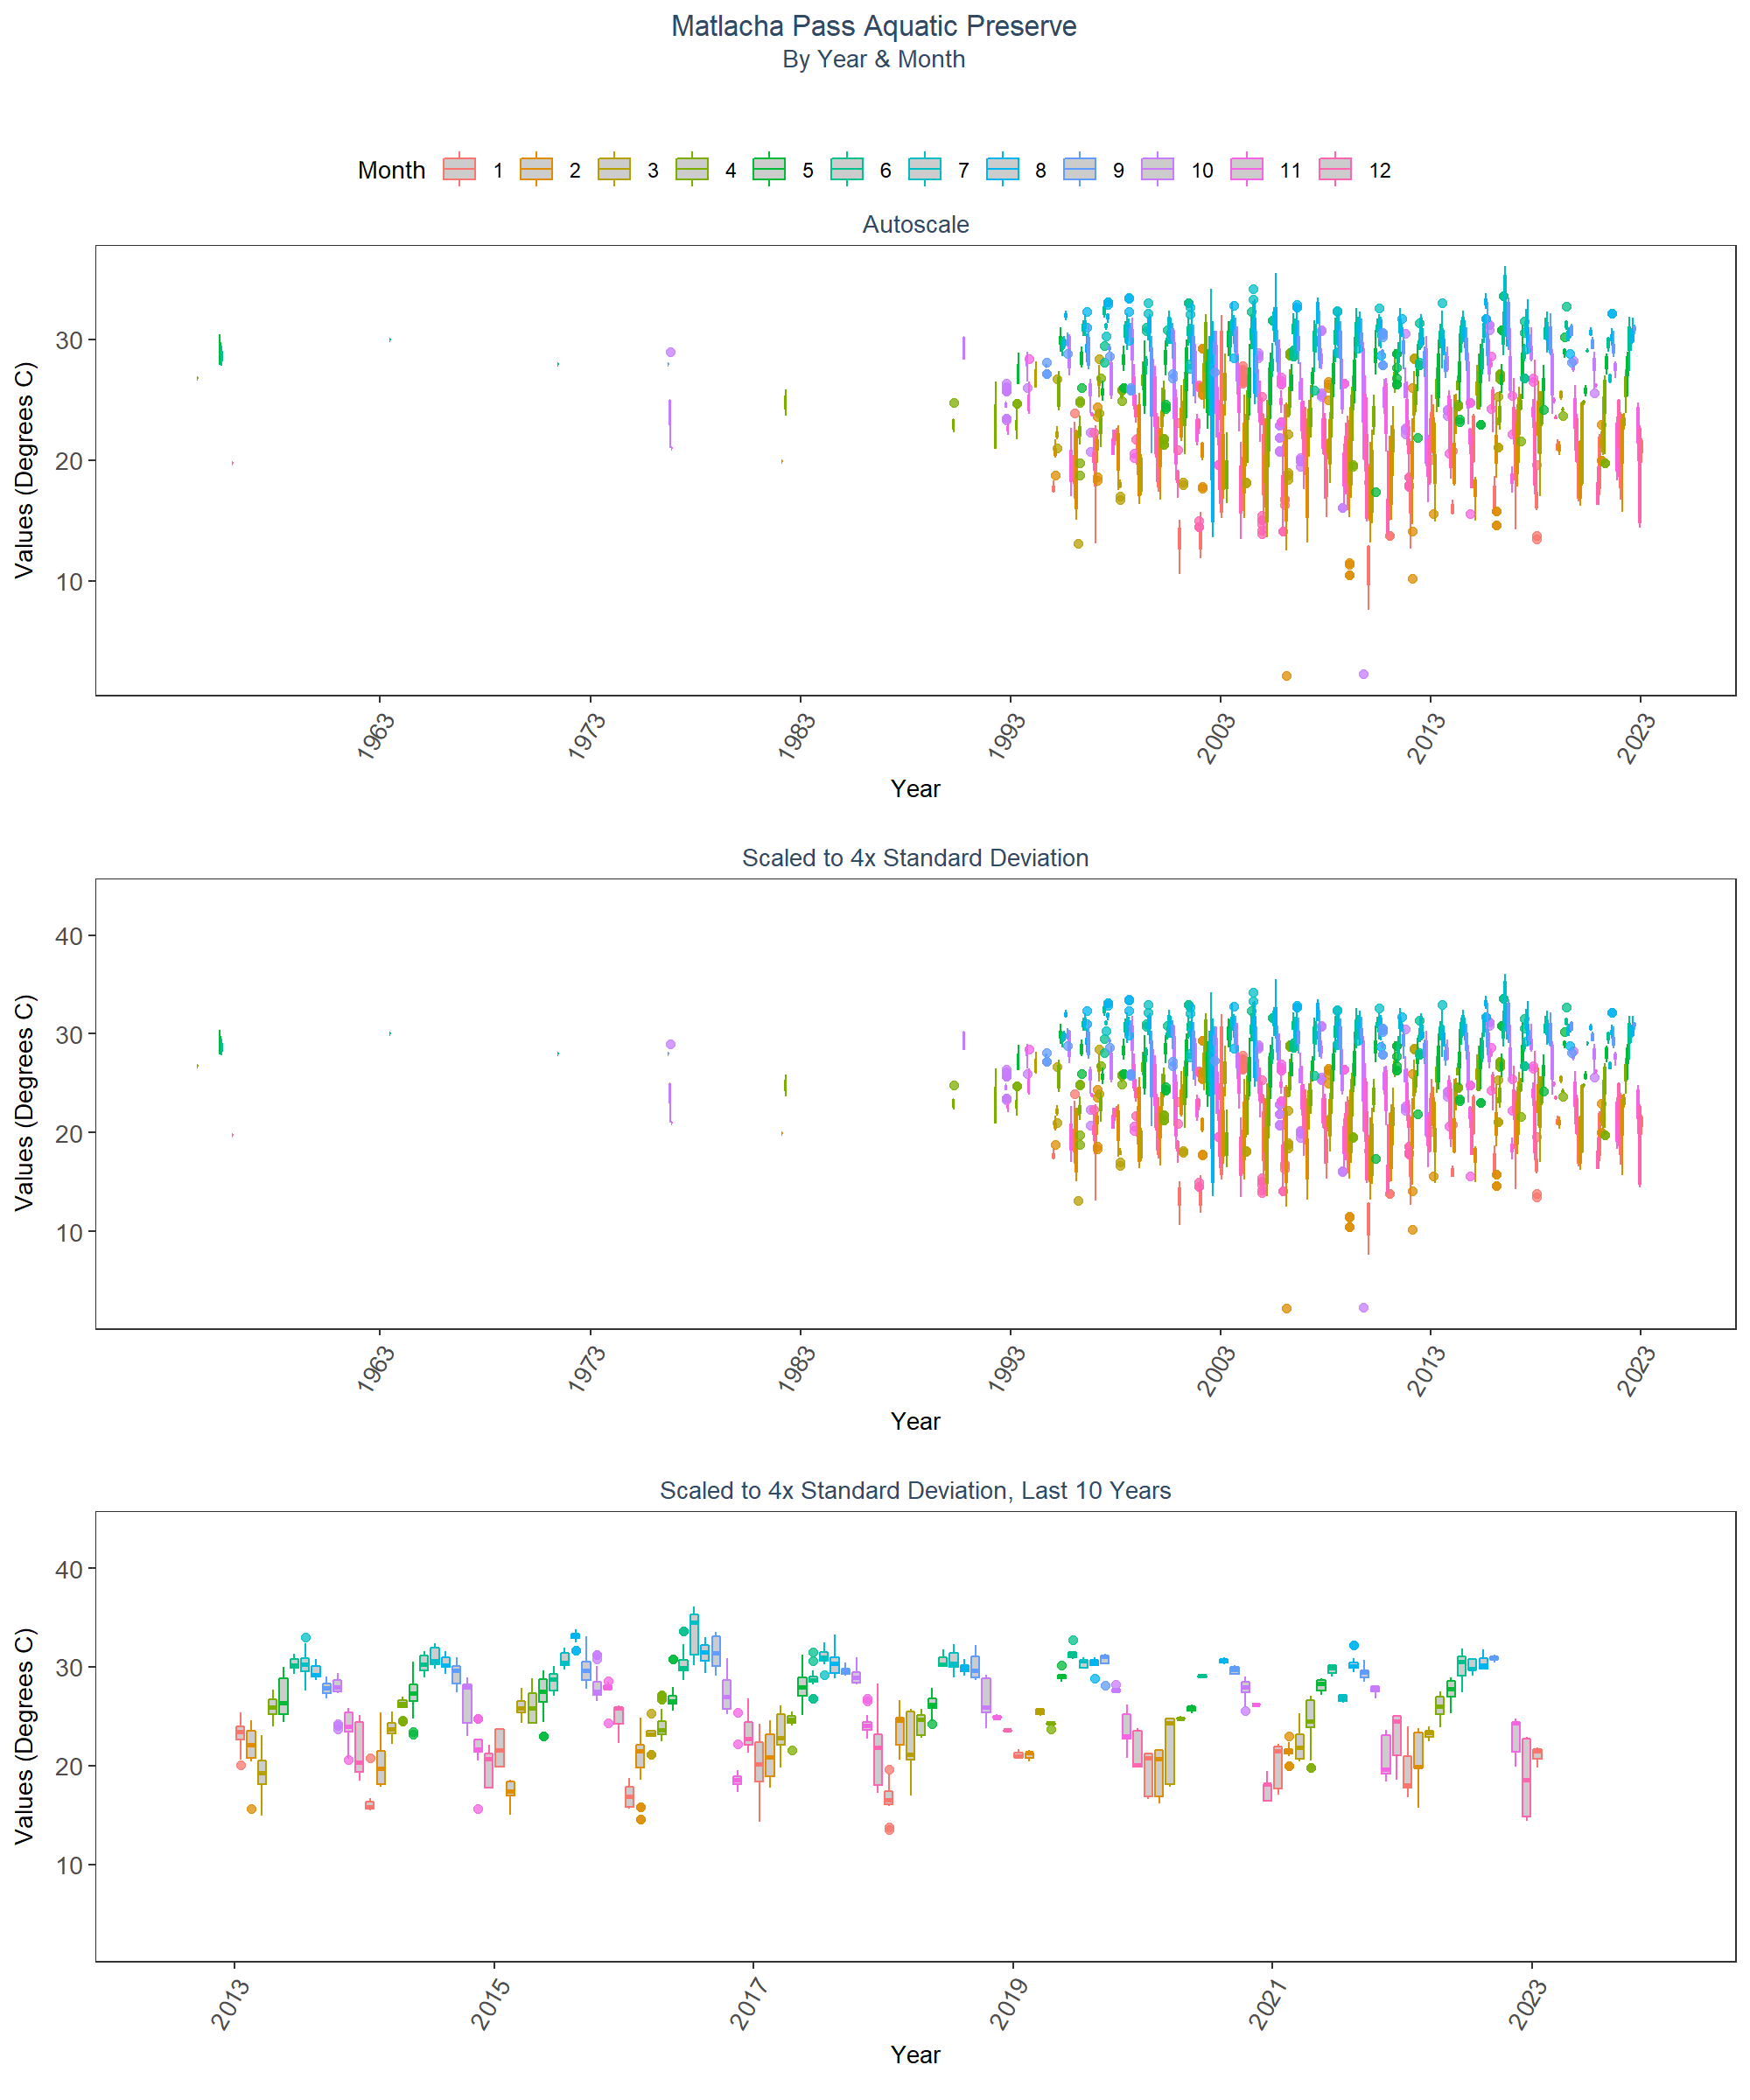 Matlacha Pass Aquatic Preserve
By Year & Month
Month 1 2 3 4 5 6 7 8 9 10 11 12
Autoscale
Values (Degrees C)
30
20
10
1963 1973 1983 1993 2003 2013 2023
Year
Scaled to 4x Standard Deviation
Values (Degrees C)
40
30
20
10
1963 1973 1983 1993 2003 2013 2023
Year
Scaled to 4x Standard Deviation, Last 10 Years
Values (Degrees C)
40
30
20
10
2013 2015 2017 2019 2021 2023
Year